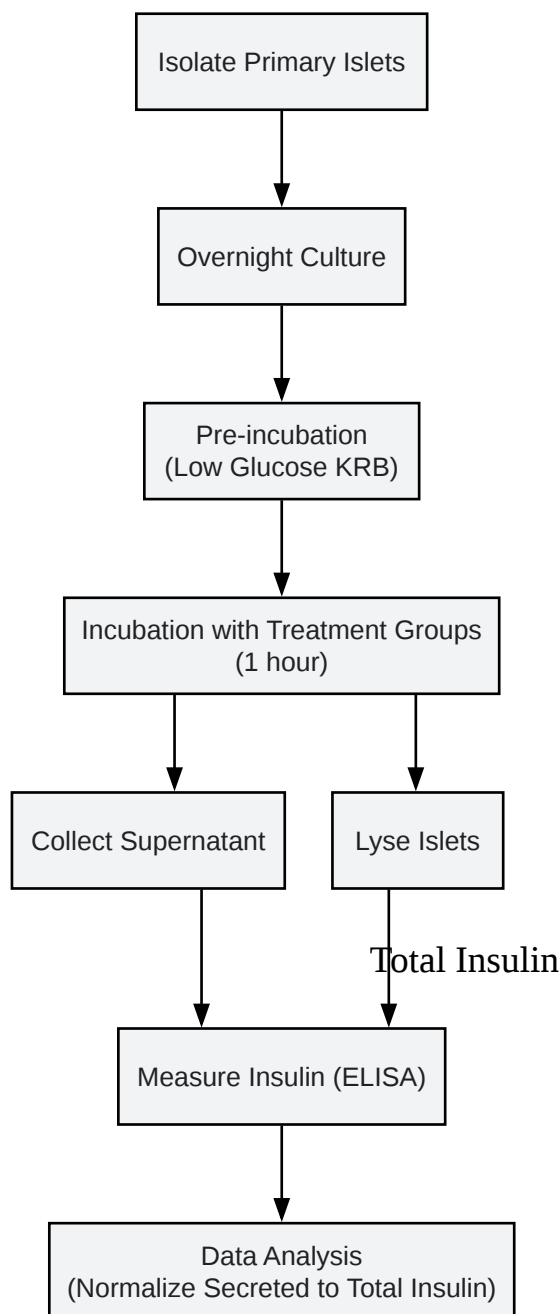 Isolate Primary Islets
Overnight Culture
Pre-incubation
(Low Glucose KRB)
Incubation with Treatment Groups
(1 hour)
Collect Supernatant
Lyse Islets
Total Insulin
Measure Insulin (ELISA)
Data Analysis
(Normalize Secreted to Total Insulin)